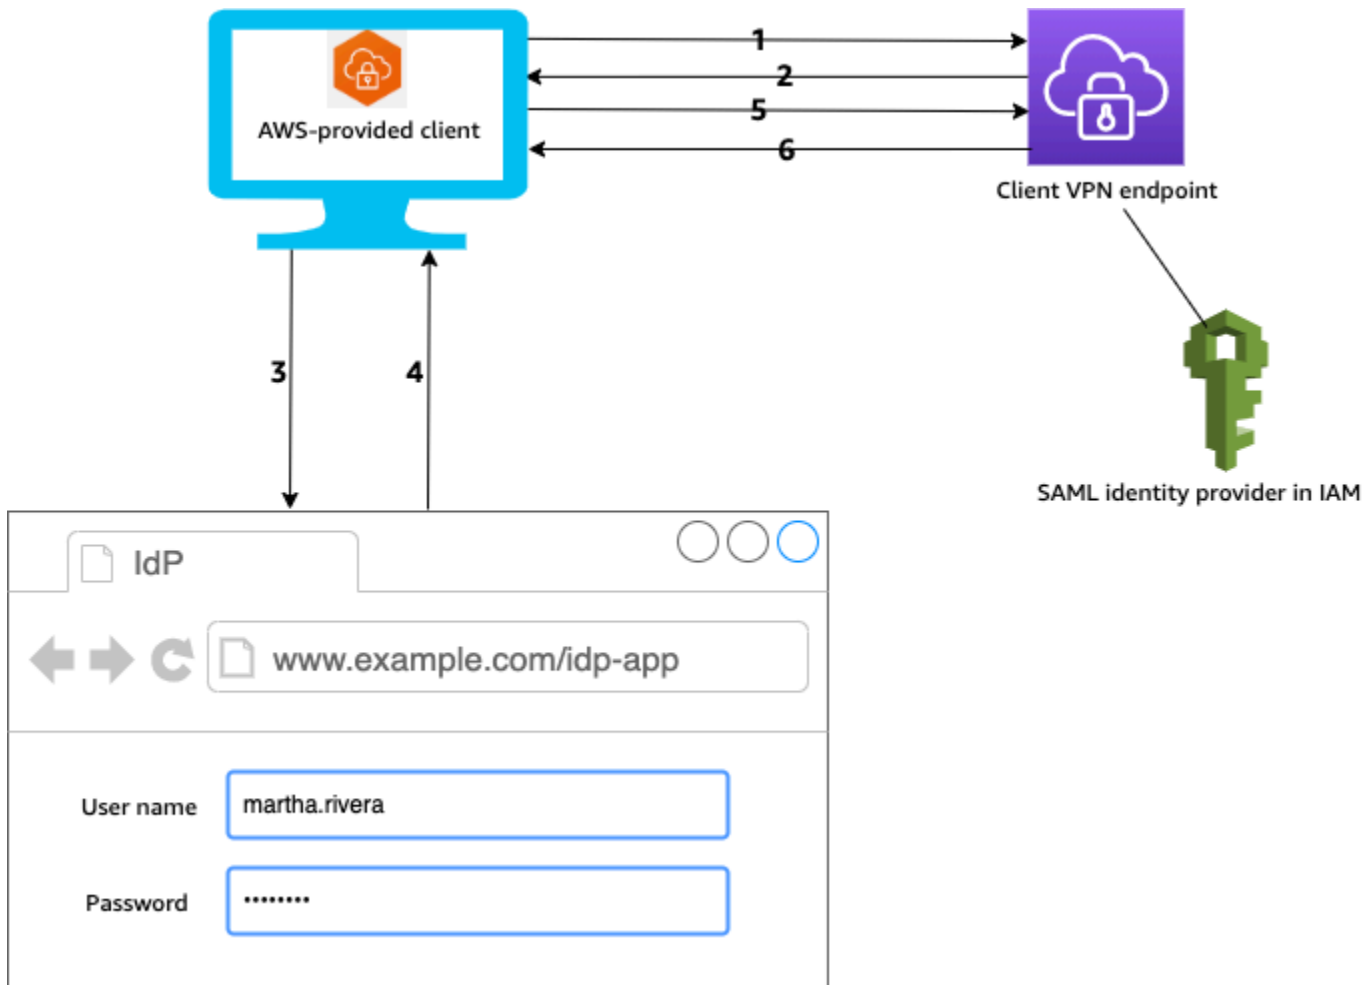 1
2
AWS-provided client
5
6
Client VPN endpoint
3
4
SAML identity provider in IAM
IdP
www.example.com/idp-app
User name
martha.rivera
Password
••••••••